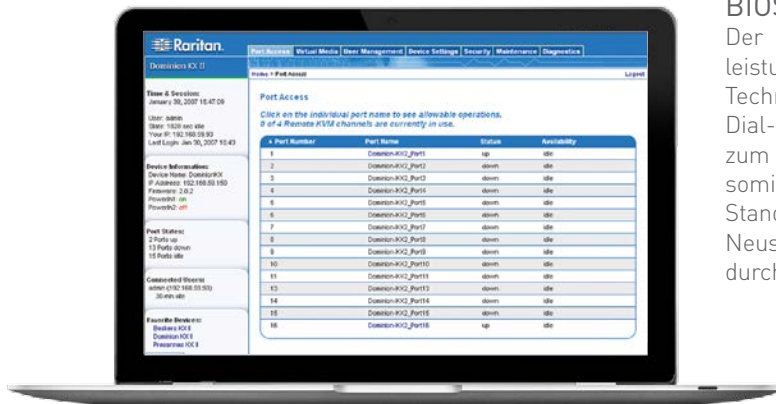 Raritan.
Dominion KX II
Port Access Virtual Media User Management Device Settings Security Maintenance Diagnostics
Home > Port Access
Logout
Time & Session:
January 30, 2007 16:47:09
User: admin
State: 1828 sec idle
Your IP: 192.168.59.93
Last Login: Jan 30, 2007 10:43
Device Information:
Device Name: DominionKX
IP Address: 192.168.59.150
Firmware: 2.0.2
PowerIn1: on
PowerIn2: off
Port States:
2 Ports up
13 Ports down
15 Ports idle
Connected Users:
admin (192.168.59.93)
30 min idle
Favorite Devices:
Dominion KX II
Port Access
Click on the individual port name to see allowable operations.
0 of 4 Remote KVM channels are currently in use.
Port Number Port Name Status Availability
1 Dominion-KX2_Port1 up idle
2 Dominion-KX2_Port2 down idle
3 Dominion-KX2_Port3 down idle
4 Dominion-KX2_Port4 down idle
5 Dominion-KX2_Port5 down idle
6 Dominion-KX2_Port6 down idle
7 Dominion-KX2_Port7 down idle
8 Dominion-KX2_Port8 down idle
9 Dominion-KX2_Port9 down idle
10 Dominion-KX2_Port10 down idle
11 Dominion-KX2_Port11 down idle
13 Dominion-KX2_Port13 down idle
14 Dominion-KX2_Port14 down idle
15 Dominion-KX2_Port15 down idle
16 Dominion-KX2_Port16 up idle
BIOS
Der
leistu
Techn
Dial-
zum
somi
Stand
Neus
durch